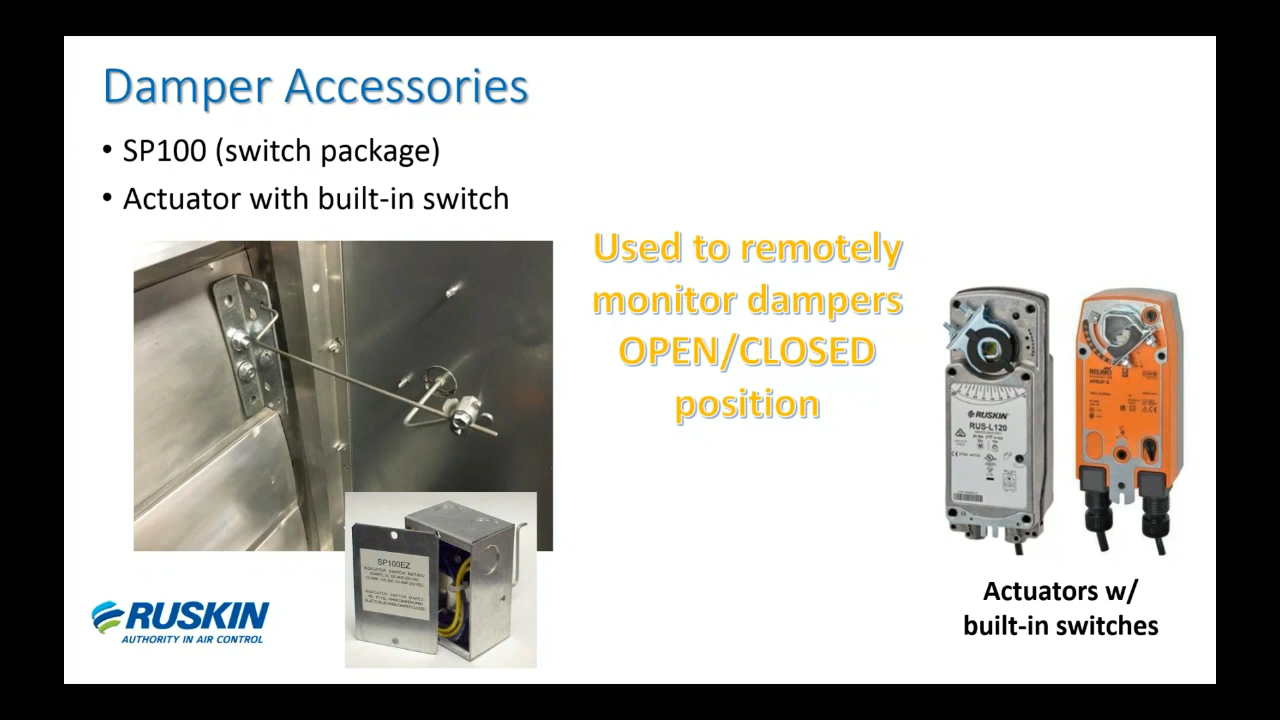 Damper Accessories
• SP100 (switch package)
• Actuator with built-in switch
Used to remotely
monitor dampers
OPEN/CLOSED
position
SP100EZ
RUSKIN
RUS-L120
BELIMO
Actuators w/
built-in switches
RUSKIN
AUTHORITY IN AIR CONTROL